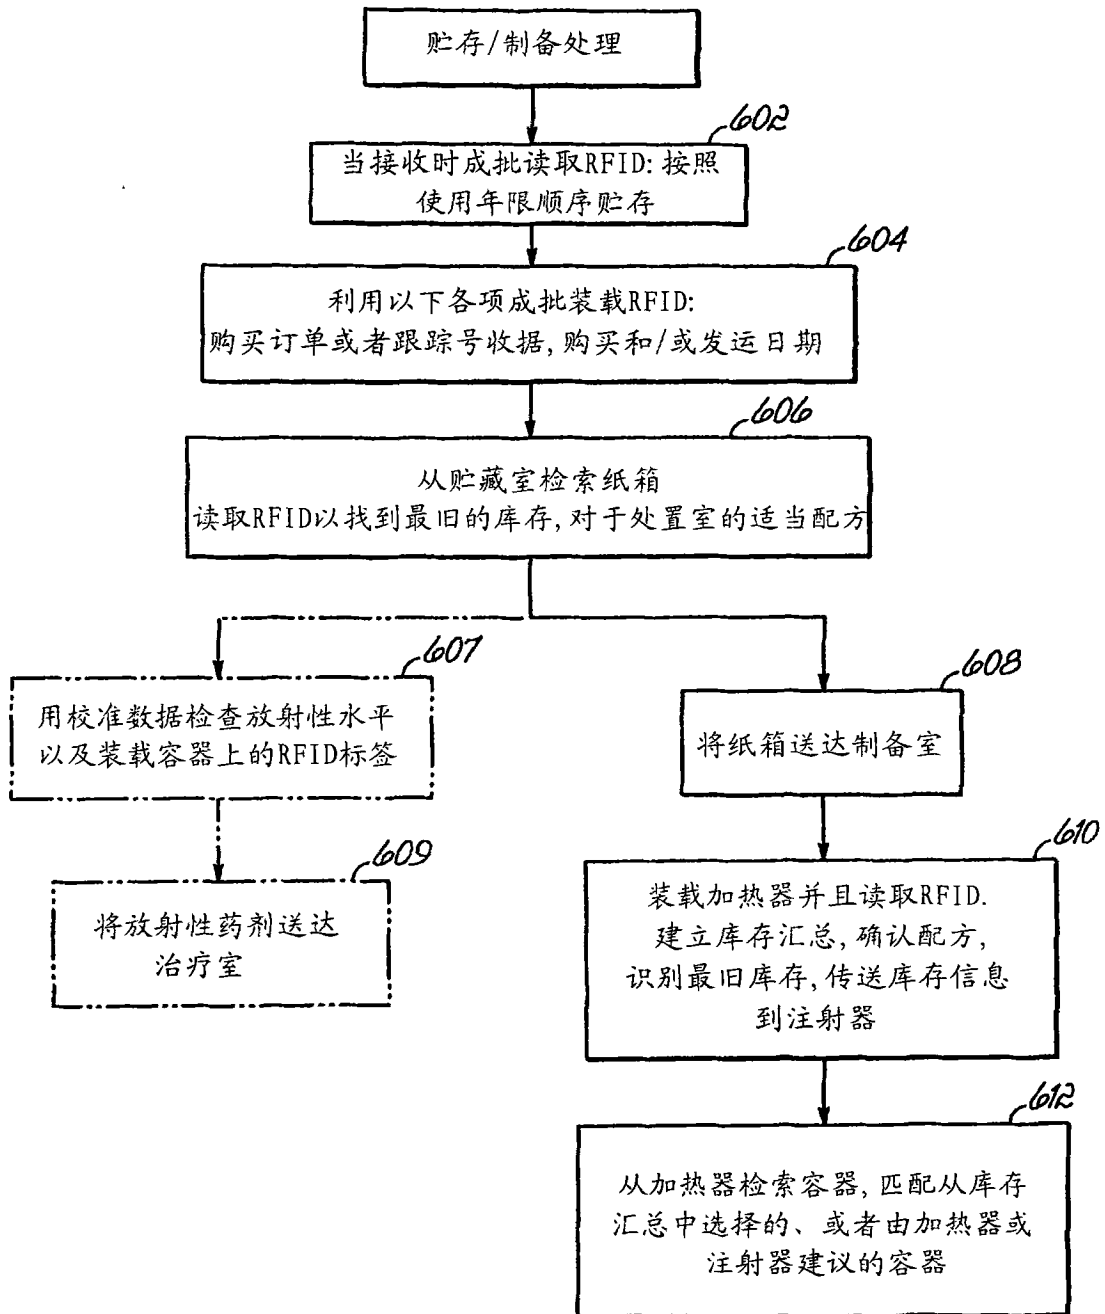 贮存/制备处理
602
当接收时成批读取RFID: 按照
使用年限顺序贮存
604
利用以下各项成批装载RFID:
购买订单或者跟踪号收据, 购买和/或发运日期
606
从贮藏室检索纸箱
读取RFID以找到最旧的库存, 对于处置室的适当配方
607
用校准数据检查放射性水平
以及装载容器上的RFID标签
608
将纸箱送达制备室
609
将放射性药剂送达
治疗室
610
装载加热器并且读取RFID.
建立库存汇总, 确认配方,
识别最旧库存, 传送库存信息
到注射器
612
从加热器检索容器, 匹配从库存
汇总中选择的、或者由加热器或
注射器建议的容器